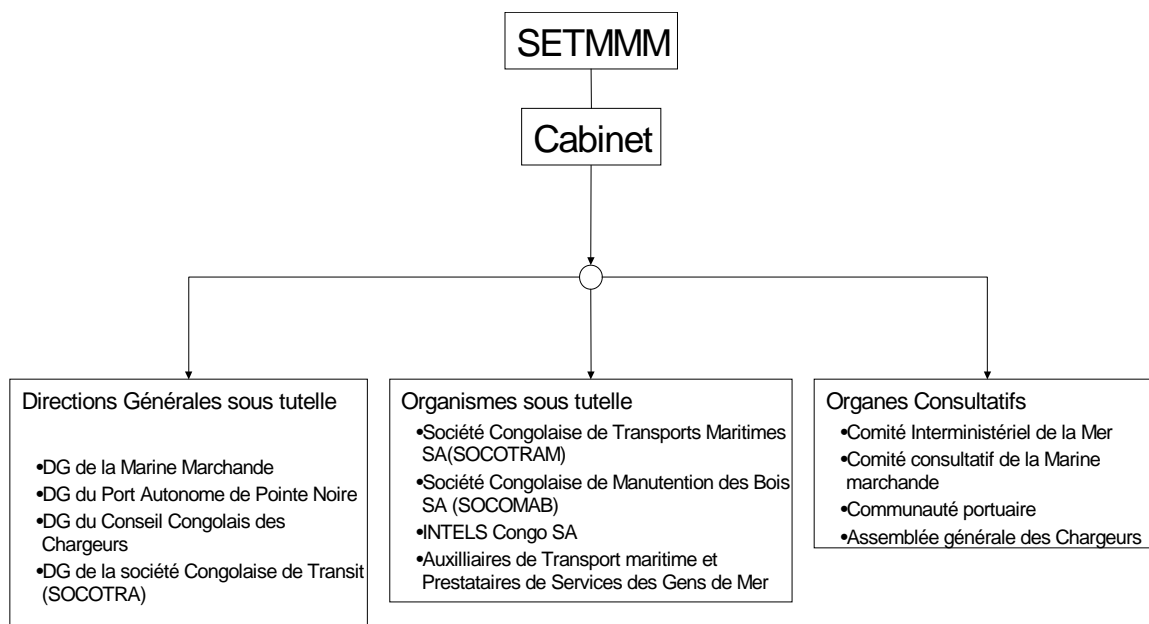 SETMMM
Cabinet
Directions Générales sous tutelle
•DG de la Marine Marchande
•DG du Port Autonome de Pointe Noire
•DG du Conseil Congolais des
Chargeurs
•DG de la société Congolaise de Transit
(SOCOTRA)
Organismes sous tutelle
•Société Congolaise de Transports Maritimes
SA(SOCOTRAM)
•Société Congolaise de Manutention des Bois
SA (SOCOMAB)
•INTELS Congo SA
•Auxilliaires de Transport maritime et
Prestataires de Services des Gens de Mer
Organes Consultatifs
•Comité Interministériel de la Mer
•Comité consultatif de la Marine
marchande
•Communauté portuaire
•Assemblée générale des Chargeurs